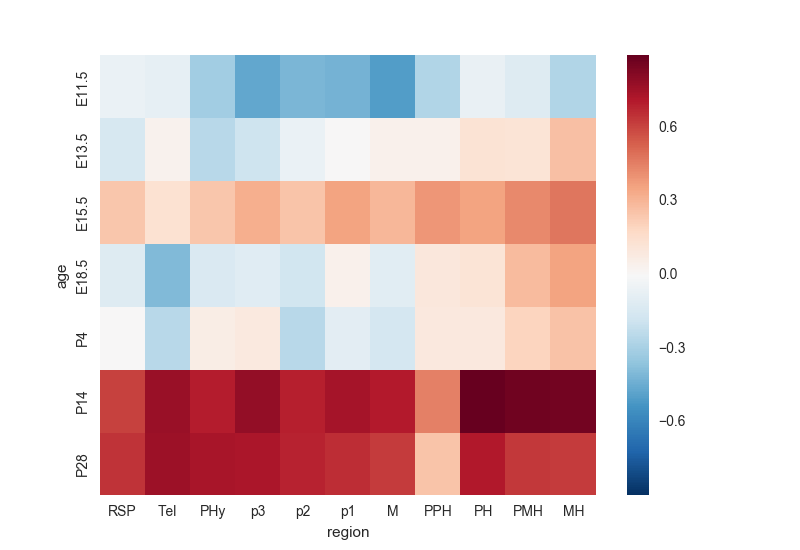 E11.5
E13.5
E15.5
E18.5
P4
P14
P28
age
RSP Tel PHy p3 p2 p1 M PPH PH PMH MH
region
0.6
0.3
0.0
−0.3
−0.6